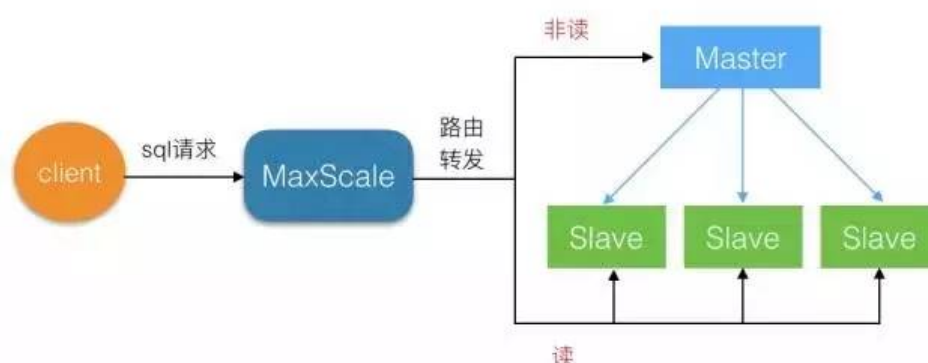 非读
Master
client
sql请求
MaxScale
路由
转发
Slave
Slave
Slave
读